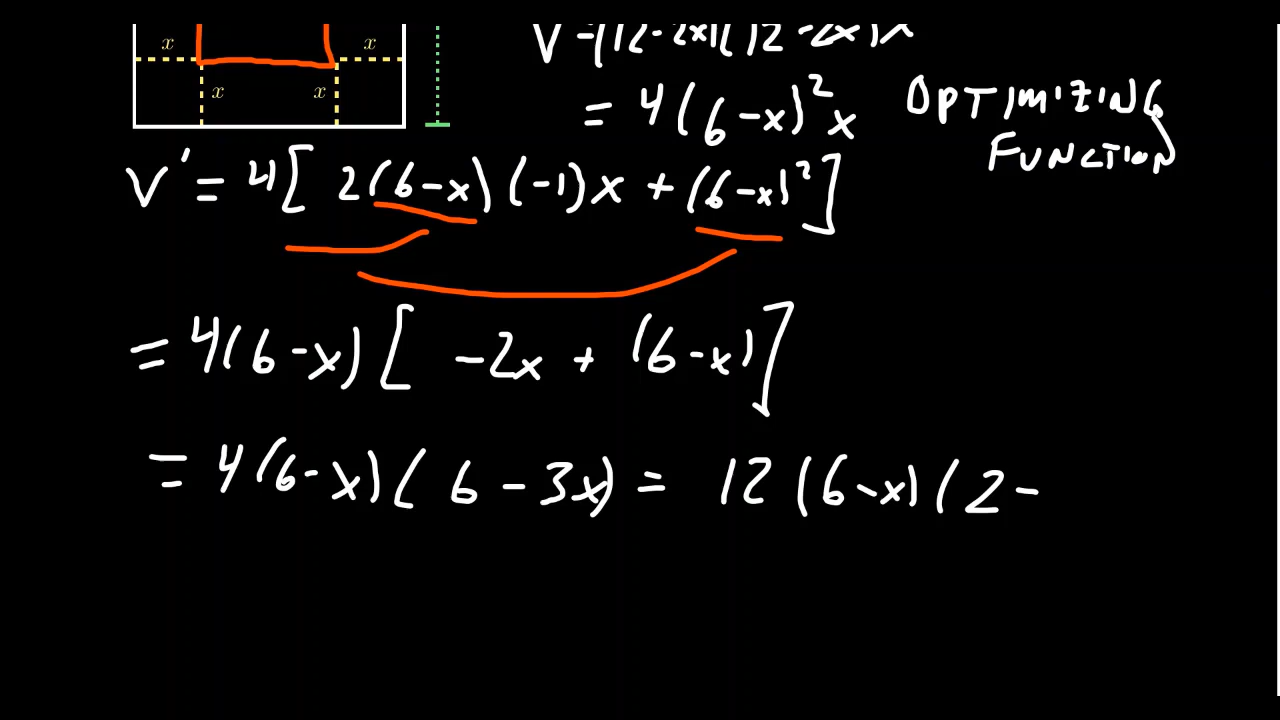 x x
x x
V = (12-2x)(12-2x)x
= 4(6-x)²x
OPTIMIZING
FUNCTION
V' = 4[ 2(6-x)(-1)x + (6-x)² ]
= 4(6-x)[ -2x + (6-x) ]
= 4(6-x)( 6 - 3x) = 12 (6-x)( 2 -